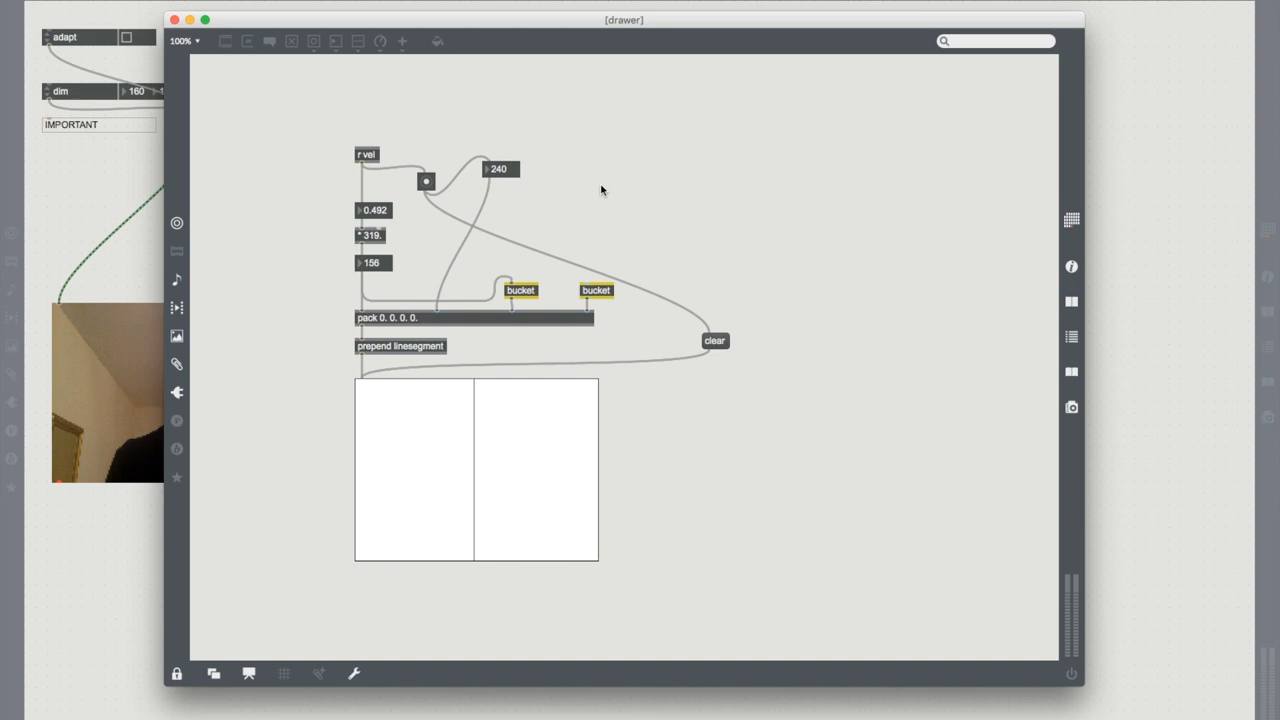 [drawer]
100%
adapt
dim
160
IMPORTANT
r vel
240
0.492
* 319.
156
bucket
bucket
pack 0. 0. 0. 0.
prepend linesegment
clear